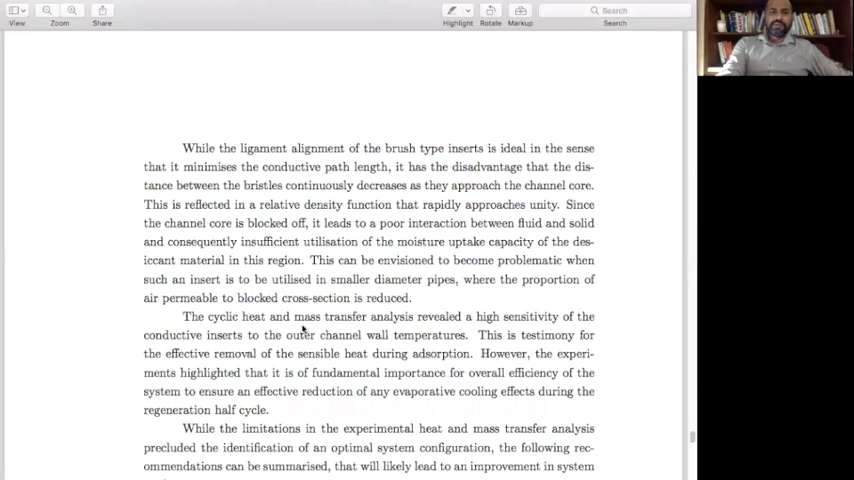 View
Zoom
Share
Highlight
Rotate
Markup
Search
Search
While the ligament alignment of the brush type inserts is ideal in the sense
that it minimises the conductive path length, it has the disadvantage that the dis-
tance between the bristles continuously decreases as they approach the channel core.
This is reflected in a relative density function that rapidly approaches unity. Since
the channel core is blocked off, it leads to a poor interaction between fluid and solid
and consequently insufficient utilisation of the moisture uptake capacity of the des-
iccant material in this region. This can be envisioned to become problematic when
such an insert is to be utilised in smaller diameter pipes, where the proportion of
air permeable to blocked cross-section is reduced.
The cyclic heat and mass transfer analysis revealed a high sensitivity of the
conductive inserts to the outer channel wall temperatures. This is testimony for
the effective removal of the sensible heat during adsorption. However, the experi-
ments highlighted that it is of fundamental importance for overall efficiency of the
system to ensure an effective reduction of any evaporative cooling effects during the
regeneration half cycle.
While the limitations in the experimental heat and mass transfer analysis
precluded the identification of an optimal system configuration, the following rec-
ommendations can be summarised, that will likely lead to an improvement in system